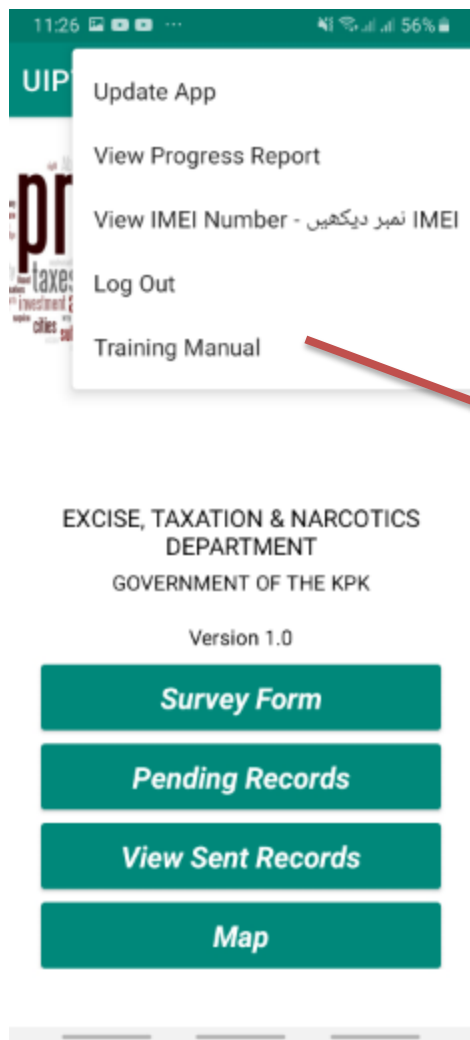 11:26 ... 56%
UIP
Update App
View Progress Report
View IMEI Number - نمبر دیکھیں IMEI
Log Out
Training Manual
pr
taxes
investment
cities
EXCISE, TAXATION & NARCOTICS
DEPARTMENT
GOVERNMENT OF THE KPK
Version 1.0
Survey Form
Pending Records
View Sent Records
Map